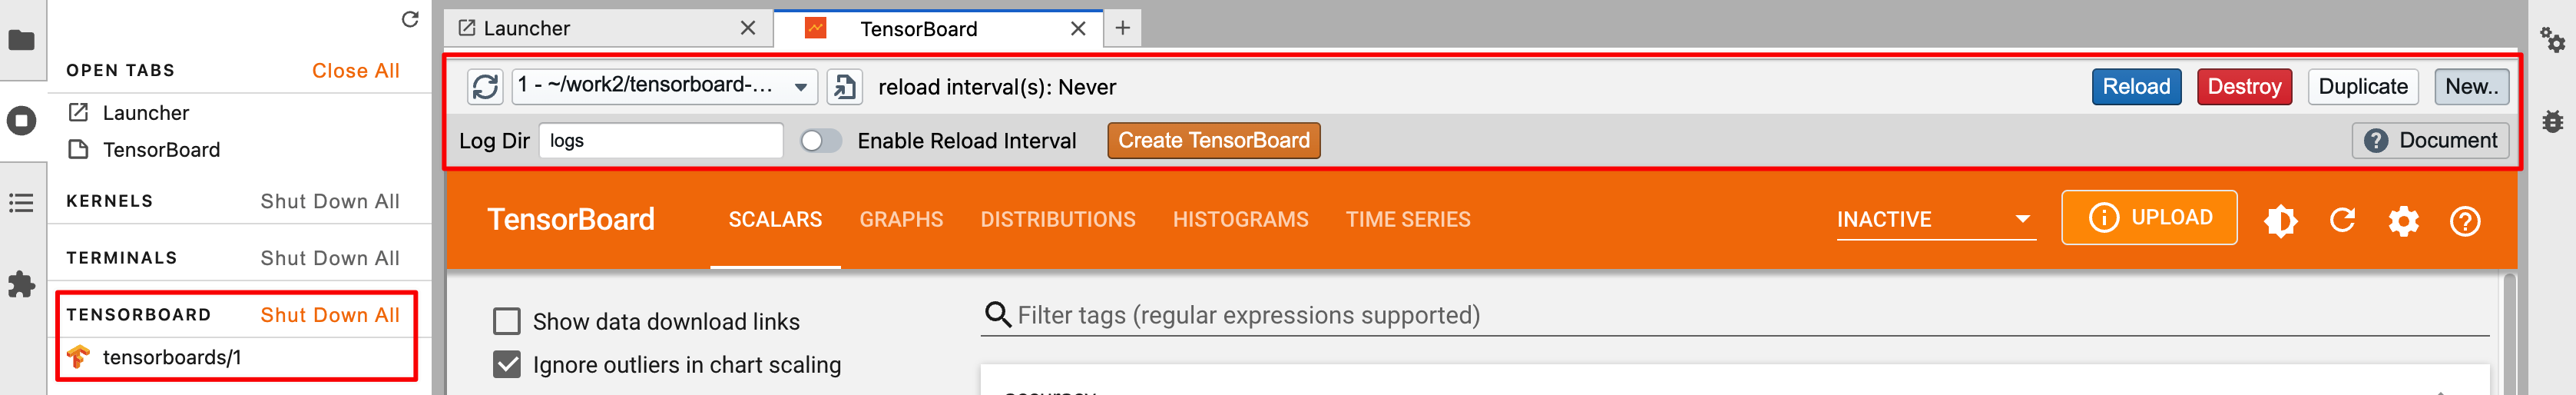 OPEN TABS Close All
Launcher
TensorBoard
KERNELS Shut Down All
TERMINALS Shut Down All
TENSORBOARD Shut Down All
tensorboards/1
Launcher TensorBoard
1 - ~/work2/tensorboard-... reload interval(s): Never Reload Destroy Duplicate New..
Log Dir logs Enable Reload Interval Create TensorBoard Document
TensorBoard SCALARS GRAPHS DISTRIBUTIONS HISTOGRAMS TIME SERIES INACTIVE UPLOAD
Show data download links
Ignore outliers in chart scaling
Filter tags (regular expressions supported)